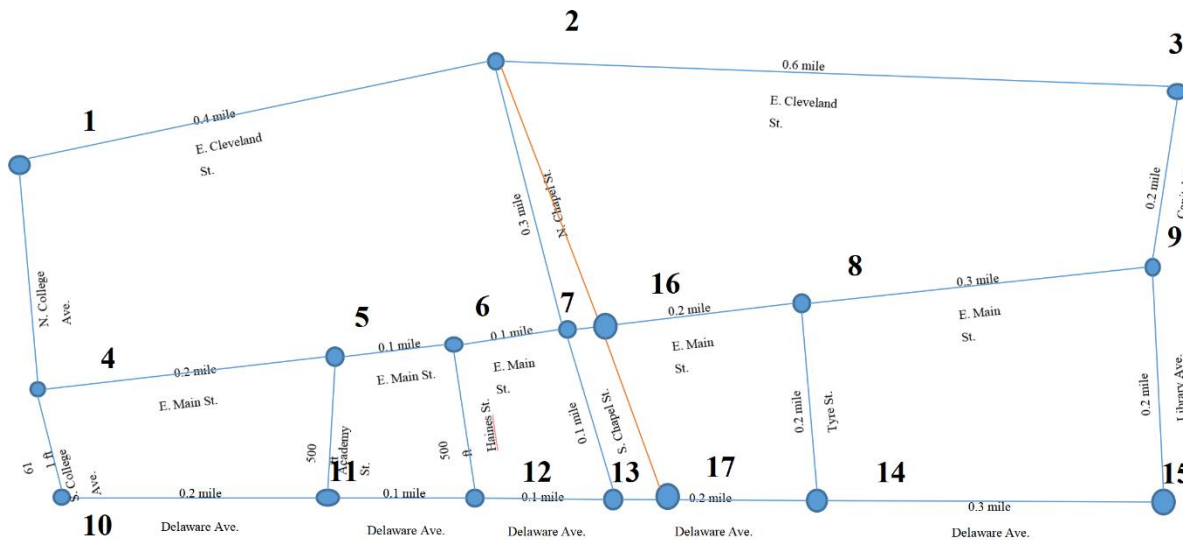 2
3
0.6 mile
1
0.4 mile
E. Cleveland
St.
E. Cleveland
St.
0.2 mile
N. Chapel St.
0.3 mile
9
8
16
7
6
5
4
N. College
Ave.
0.3 mile
0.2 mile
0.1 mile
0.1 mile
0.2 mile
E. Main
St.
E. Main
St.
E. Main
St.
E. Main St.
E. Main St.
0.2 mile
Library Ave.
0.2 mile
Tyre St.
0.1 mile
S. Chapel St.
500
ft
Haines St.
500
ft
Academy
St.
61
1 ft
S. College
Ave.
11
12
13
17
14
15
0.2 mile
0.1 mile
0.1 mile
0.2 mile
0.3 mile
10
Delaware Ave.
Delaware Ave.
Delaware Ave.
Delaware Ave.
Delaware Ave.